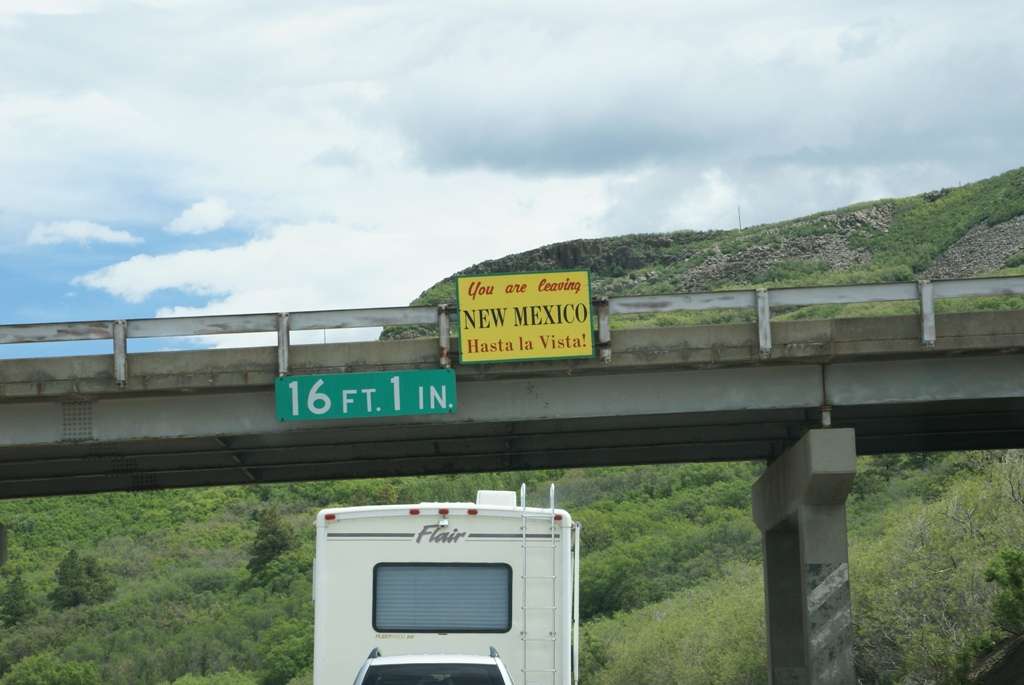 You are leaving
NEW MEXICO
Hasta la Vista!
16 FT. 1 IN.
Flair